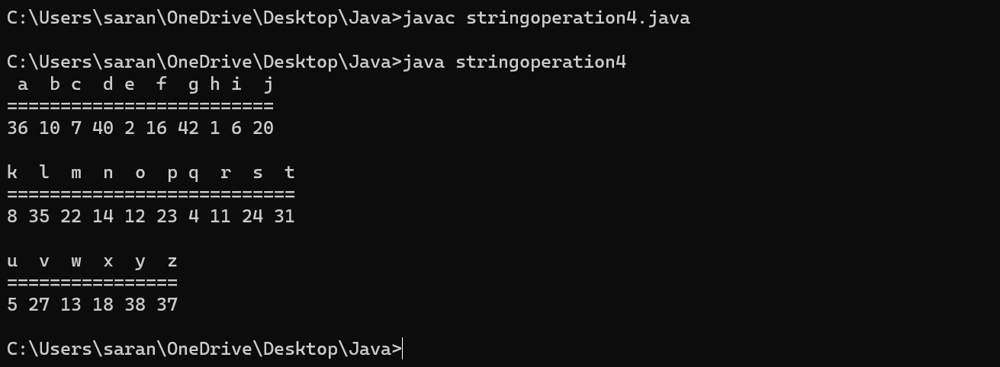 C:\Users\saran\OneDrive\Desktop\Java>javac stringoperation4.java
C:\Users\saran\OneDrive\Desktop\Java>java stringoperation4
 a  b c  d e  f  g h i  j
=========================
36 10 7 40 2 16 42 1 6 20
k  l  m  n  o  p q  r  s  t
===========================
8 35 22 14 12 23 4 11 24 31
u  v  w  x  y  z
================
5 27 13 18 38 37
C:\Users\saran\OneDrive\Desktop\Java>